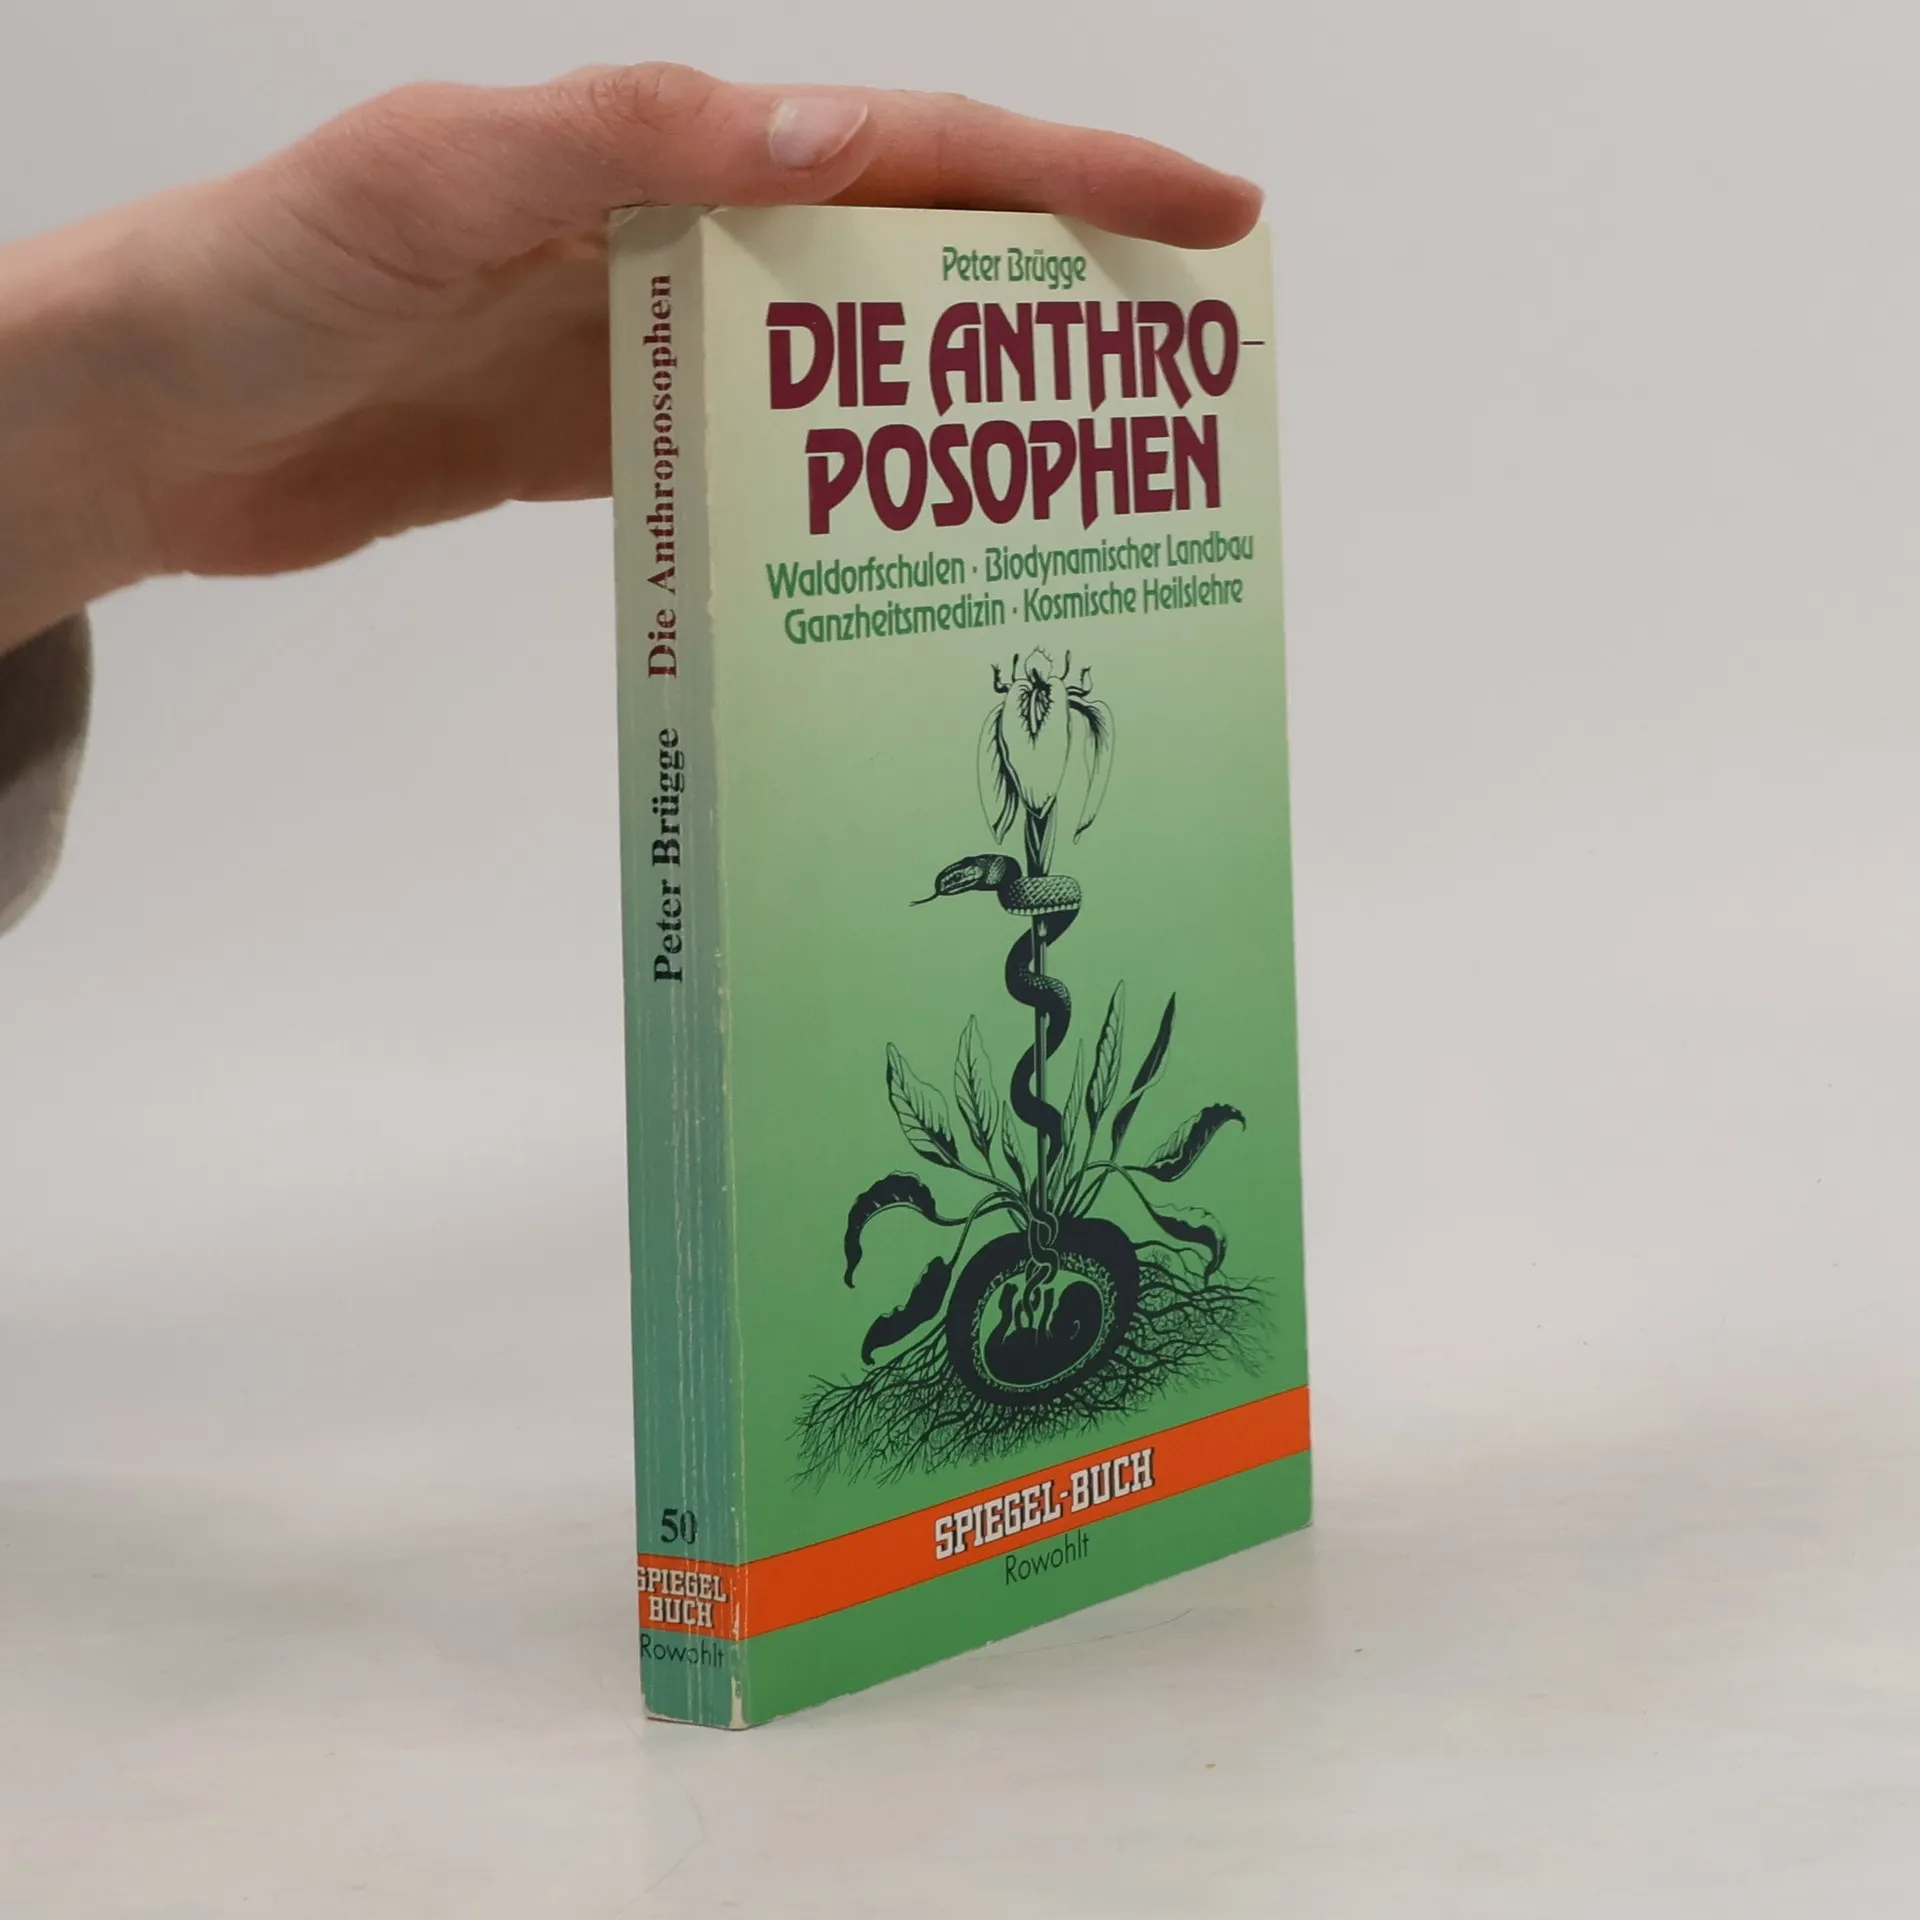 Peter Brügge
DIE ANTHRO-
POSOPHEN
Waldorfschulen · Biodynamischer Landbau
Ganzheitsmedizin · Kosmische Heilslehre
SPIEGEL-BUCH
Rowohlt
Peter Brügge Die Anthroposophen
50
SPIEGEL
BUCH
Rowohlt